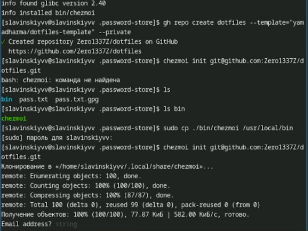 info found glibc version 2.40
info installed bin/chezmoi
[slavinskiyvv@slavinskiyvv .password-store]$ gh repo create dotfiles --template="yam
adharma/dotfiles-template" --private
✓ Created repository Zero1337Z/dotfiles on GitHub
https://github.com/Zero1337Z/dotfiles
[slavinskiyvv@slavinskiyvv .password-store]$ chezmoi init git@github.com:Zero1337Z/d
otfiles.git
bash: chezmoi: команда не найдена
[slavinskiyvv@slavinskiyvv .password-store]$ ls
bin pass.txt pass.txt.gpg
[slavinskiyvv@slavinskiyvv .password-store]$ ls bin
chezmoi
[slavinskiyvv@slavinskiyvv .password-store]$ sudo cp ./bin/chezmoi /usr/local/bin
[sudo] пароль для slavinskiyvv:
[slavinskiyvv@slavinskiyvv .password-store]$ chezmoi init git@github.com:Zero1337Z/d
otfiles.git
Клонирование в «/home/slavinskiyvv/.local/share/chezmoi»...
remote: Enumerating objects: 100, done.
remote: Counting objects: 100% (100/100), done.
remote: Compressing objects: 100% (87/87), done.
remote: Total 100 (delta 0), reused 99 (delta 0), pack-reused 0 (from 0)
Получение объектов: 100% (100/100), 77.87 КиБ | 582.00 КиБ/с, готово.
Email address? string